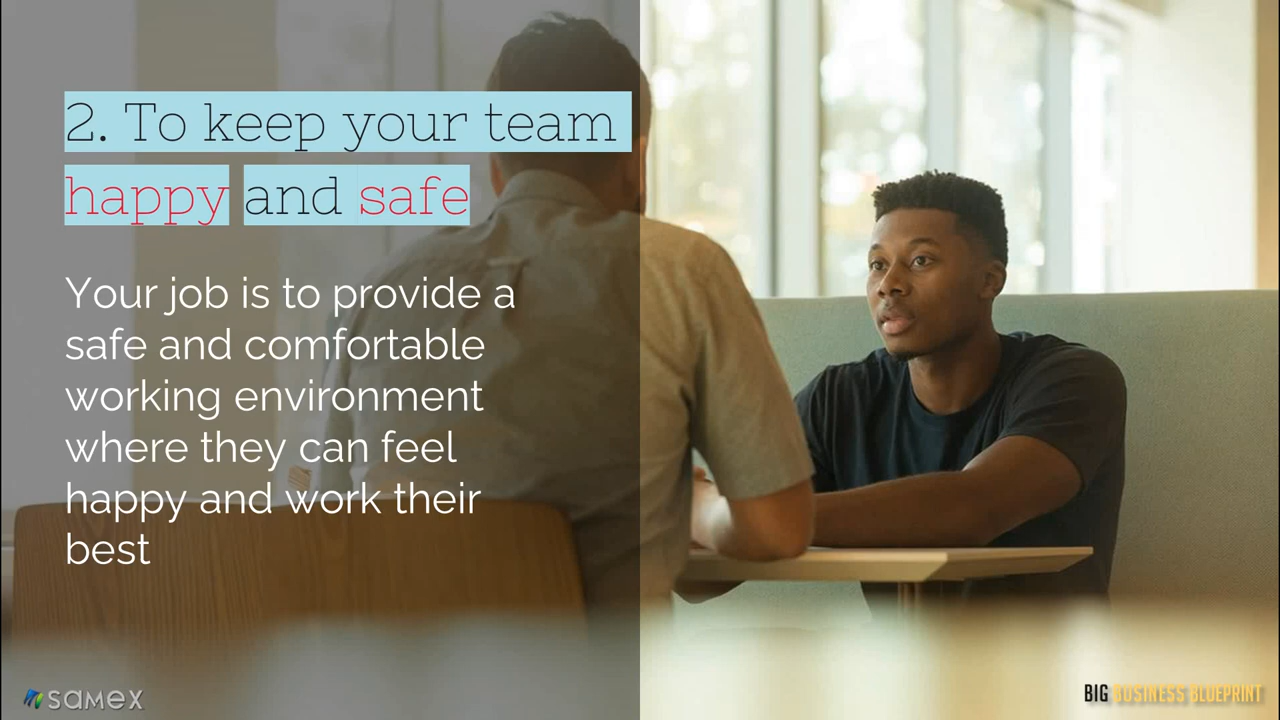 2. To keep your team
happy and safe
Your job is to provide a
safe and comfortable
working environment
where they can feel
happy and work their
best
samex
BIG BUSINESS BLUEPRINT